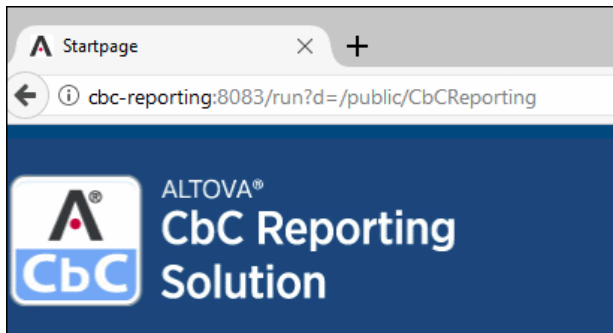 Startpage
cbc-reporting:8083/run?d=/public/CbCReporting
ALTOVA®
CbC Reporting
Solution
A®
CbC